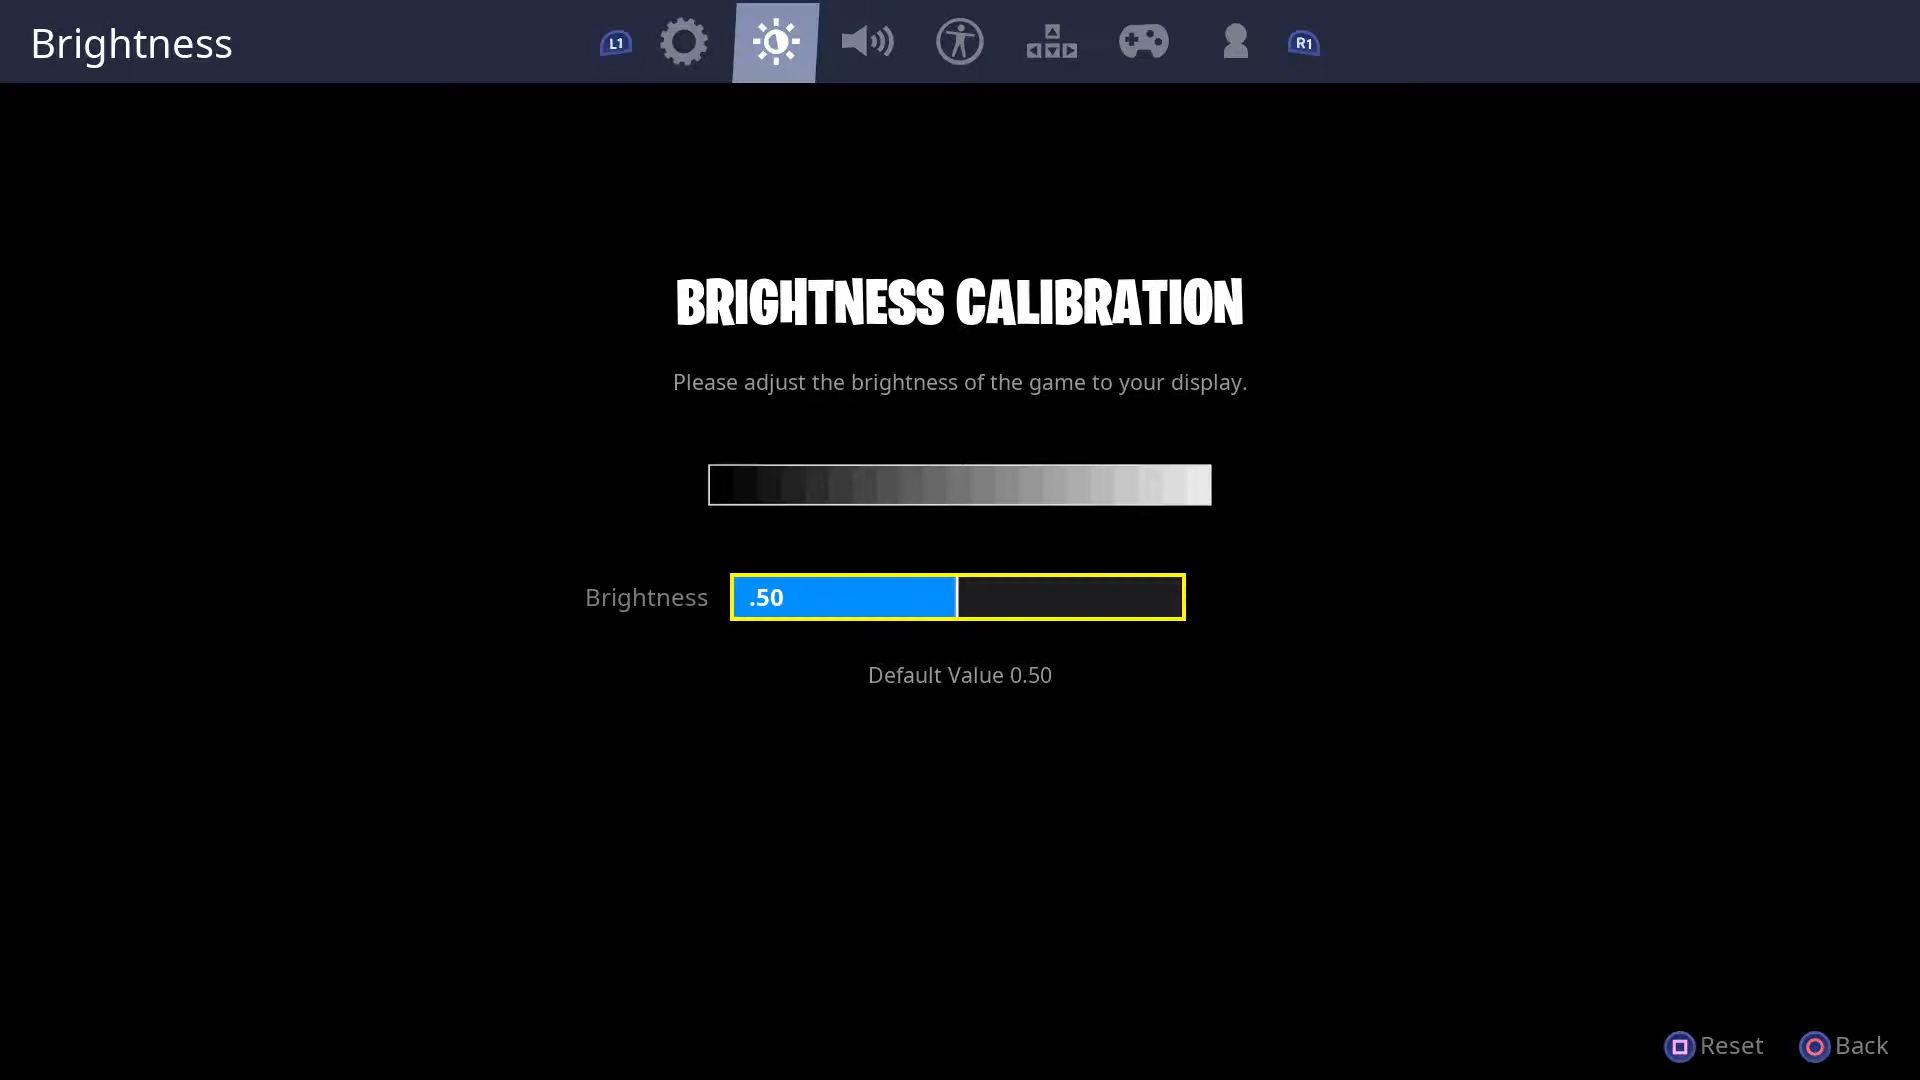 Brightness
L1
R1
BRIGHTNESS CALIBRATION
Please adjust the brightness of the game to your display.
Brightness .50
Default Value 0.50
Reset Back